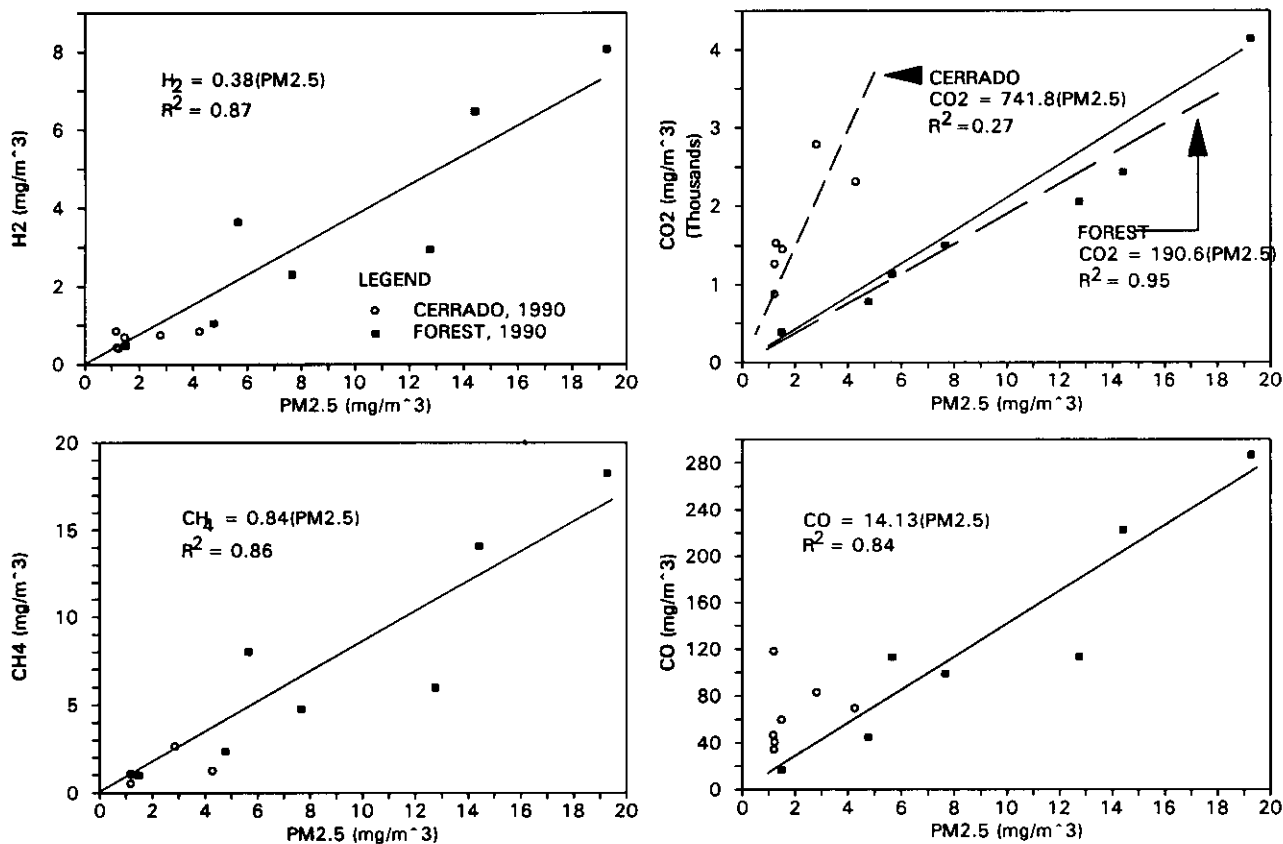 8
6
4
2
0
H2 (mg/m^3)
H2 = 0.38(PM2.5)
R2 = 0.87
LEGEND
CERRADO, 1990
FOREST, 1990
0 2 4 6 8 10 12 14 16 18 20
PM2.5 (mg/m^3)
4
3
2
1
0
CO2 (mg/m^3)
(Thousands)
CERRADO
CO2 = 741.8(PM2.5)
R2 =0.27
FOREST
CO2 = 190.6(PM2.5)
R2 = 0.95
0 2 4 6 8 10 12 14 16 18 20
PM2.5 (mg/m^3)
20
15
10
5
0
CH4 (mg/m^3)
CH4 = 0.84(PM2.5)
R2 = 0.86
0 2 4 6 8 10 12 14 16 18 20
PM2.5 (mg/m^3)
280
240
200
160
120
80
40
0
CO (mg/m^3)
CO = 14.13(PM2.5)
R2 = 0.84
0 2 4 6 8 10 12 14 16 18 20
PM2.5 (mg/m^3)